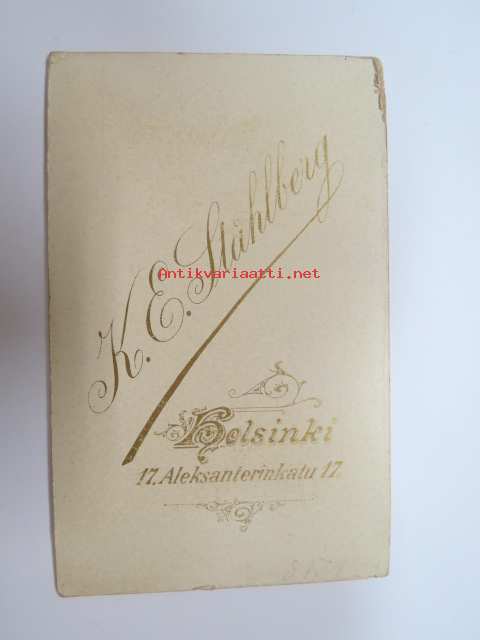 K. E. Ståhlberg
Antikvariaatti.net
Helsinki
17. Aleksanterinkatu 17.